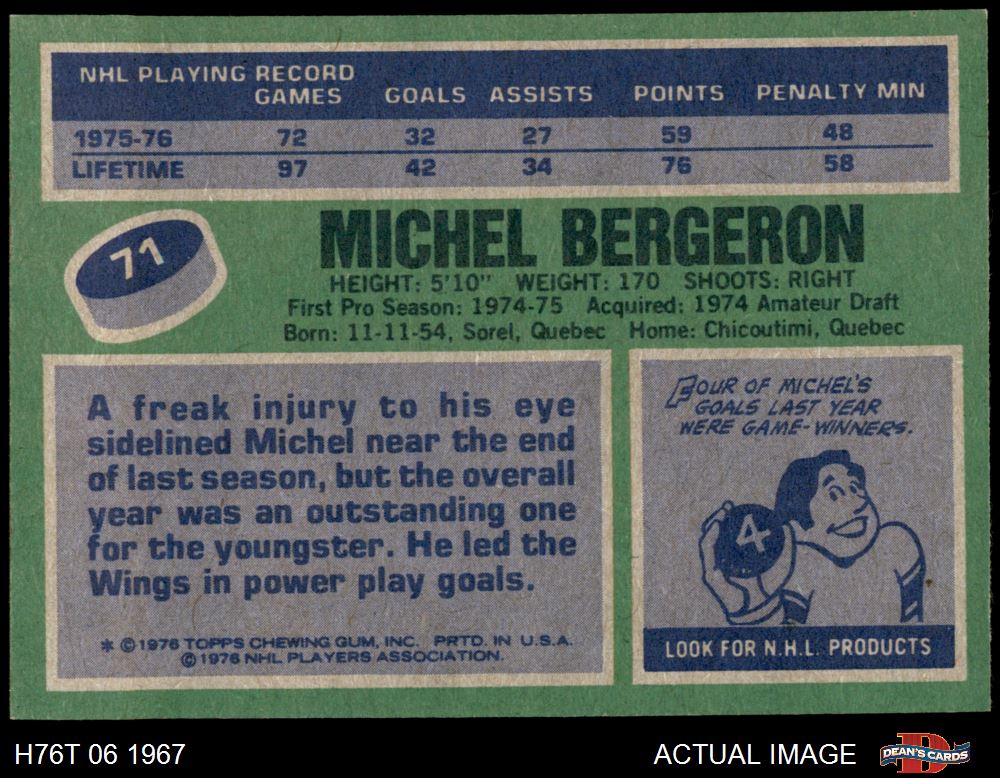 NHL PLAYING RECORD
GAMES GOALS ASSISTS POINTS PENALTY MIN
1975-76 72 32 27 59 48
LIFETIME 97 42 34 76 58
71
MICHEL BERGERON
HEIGHT: 5'10" WEIGHT: 170 SHOOTS: RIGHT
First Pro Season: 1974-75 Acquired: 1974 Amateur Draft
Born: 11-11-54, Sorel, Quebec Home: Chicoutimi, Quebec
A freak injury to his eye
sidelined Michel near the end
of last season, but the overall
year was an outstanding one
for the youngster. He led the
Wings in power play goals.
* © 1976 TOPPS CHEWING GUM, INC. PRTD. IN U.S.A.
© 1976 NHL PLAYERS ASSOCIATION.
FOUR OF MICHEL'S
GOALS LAST YEAR
WERE GAME-WINNERS.
4
LOOK FOR N.H.L. PRODUCTS
H76T 06 1967
ACTUAL IMAGE
D
DEAN'S CARDS